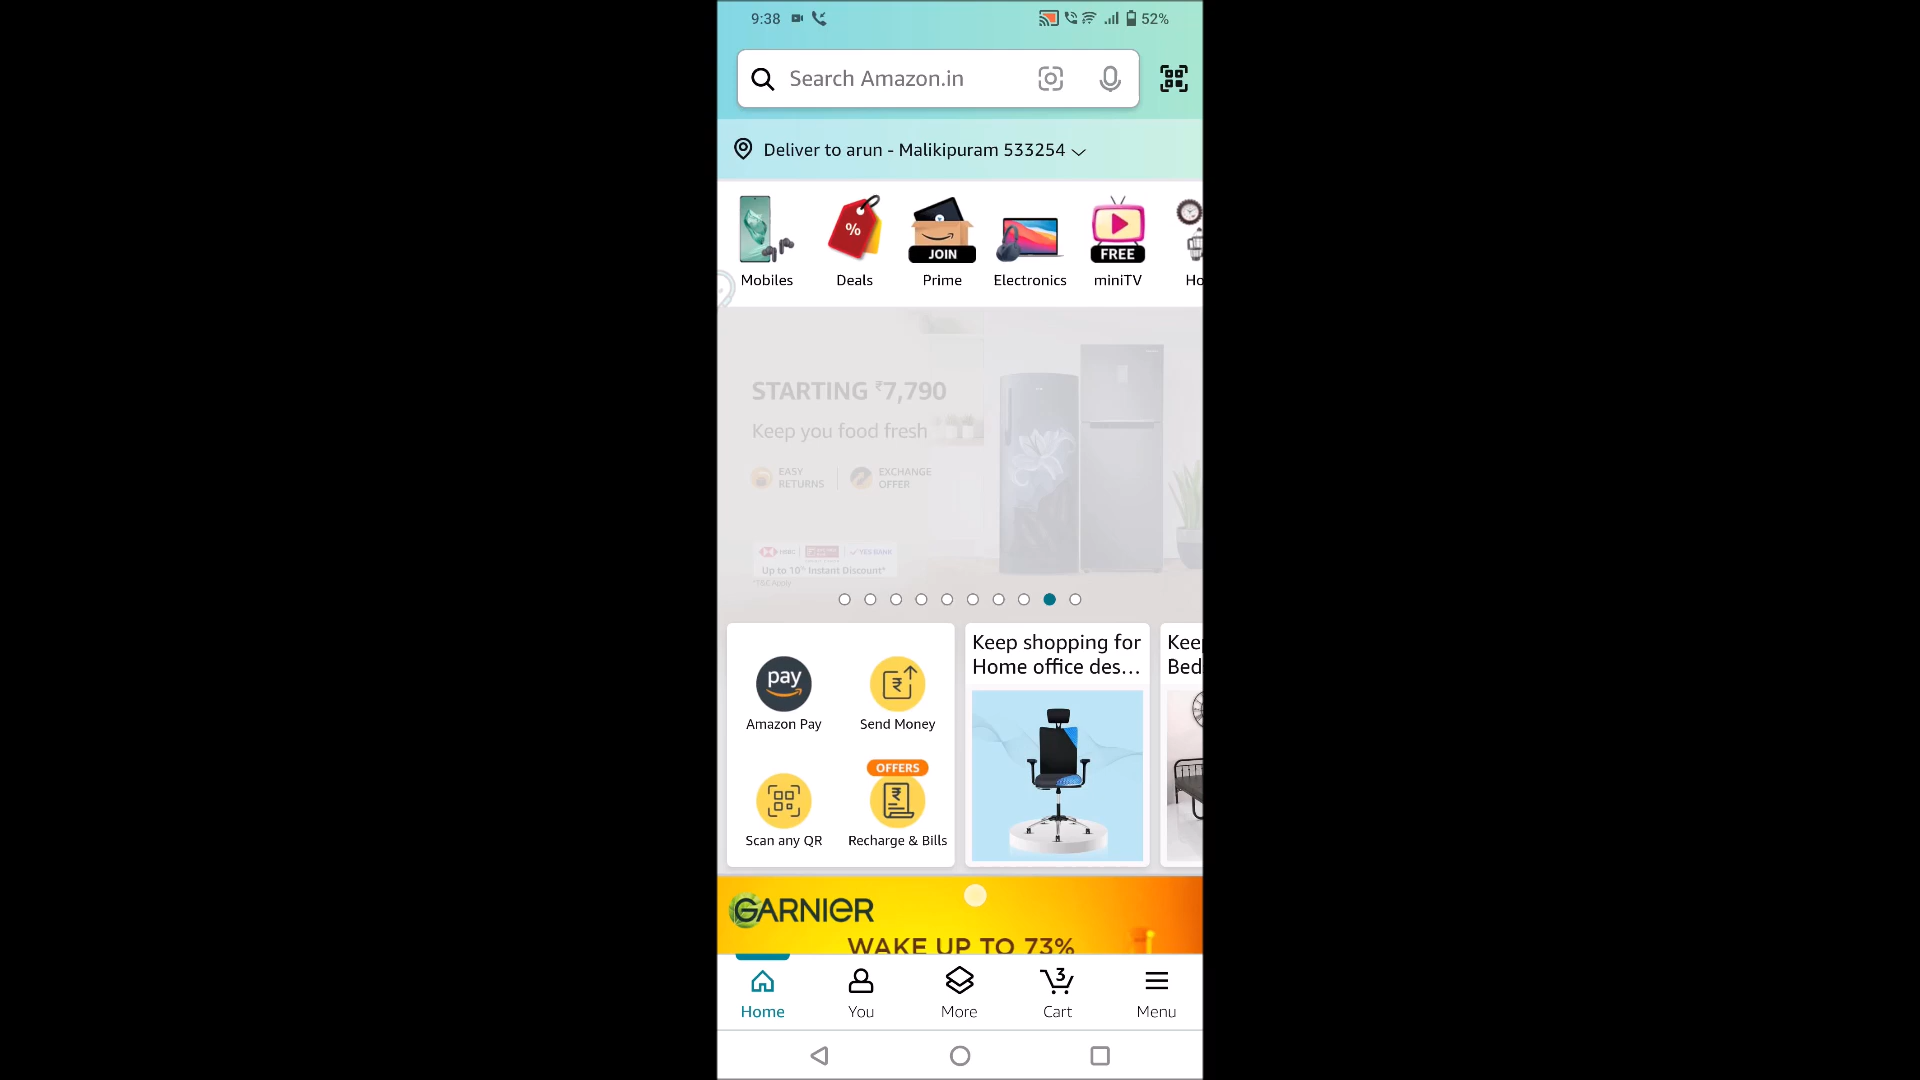 9:38
52%
Search Amazon.in
Deliver to arun - Malikipuram 533254
%
JOIN
FREE
Mobiles
Deals
Prime
Electronics
miniTV
Ho
STARTING ₹7,790
Keep you food fresh
EASY RETURNS
EXCHANGE OFFER
HSBC
YES BANK
Up to 10% Instant Discount*
*T&C Apply
pay
Amazon Pay
Send Money
OFFERS
Scan any QR
Recharge & Bills
Keep shopping for
Home office des...
Kee
Bed
GARNIER
WAKE UP TO 73%
3
Home
You
More
Cart
Menu